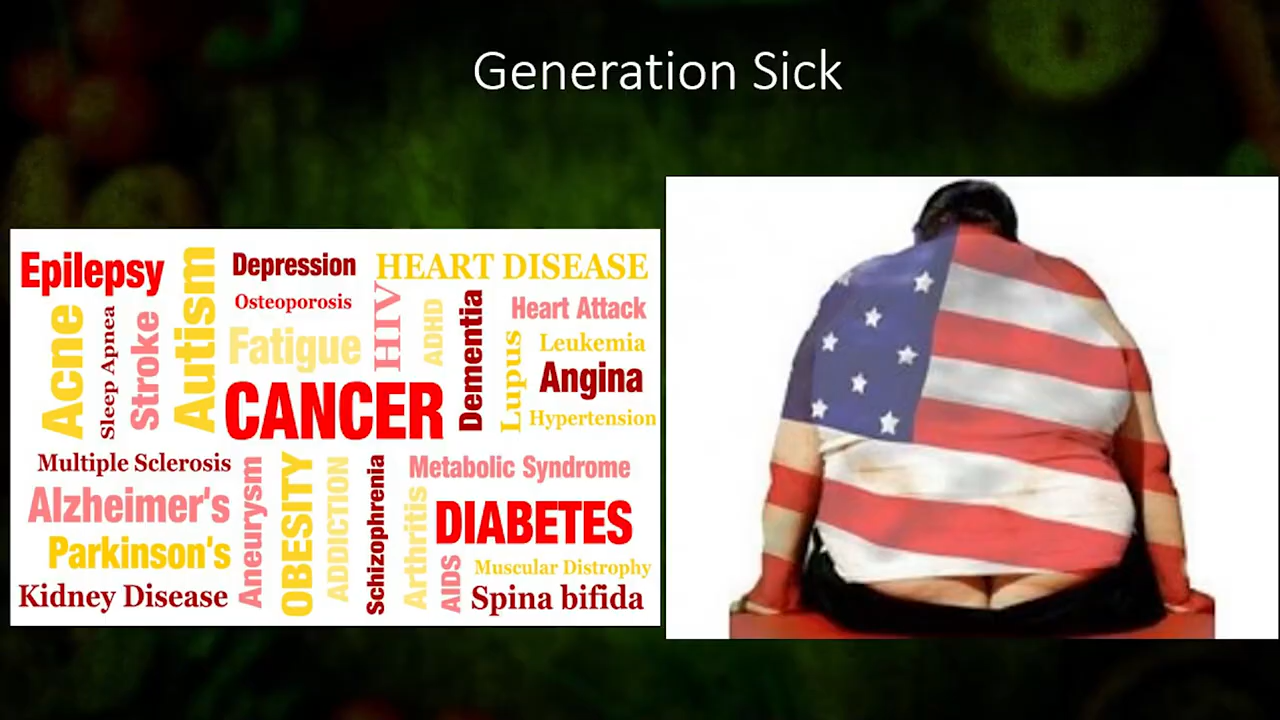 Generation Sick
Epilepsy
Acne
Sleep Apnea
Stroke
Autism
Depression
Osteoporosis
Fatigue
HEART DISEASE
HIV
ADHD
Dementia
Heart Attack
Leukemia
Lupus
Angina
Hypertension
CANCER
Multiple Sclerosis
Alzheimer's
Parkinson's
Kidney Disease
Aneurysm
OBESITY
ADDICTION
Schizophrenia
Metabolic Syndrome
Arthritis
DIABETES
AIDS
Muscular Distrophy
Spina bifida